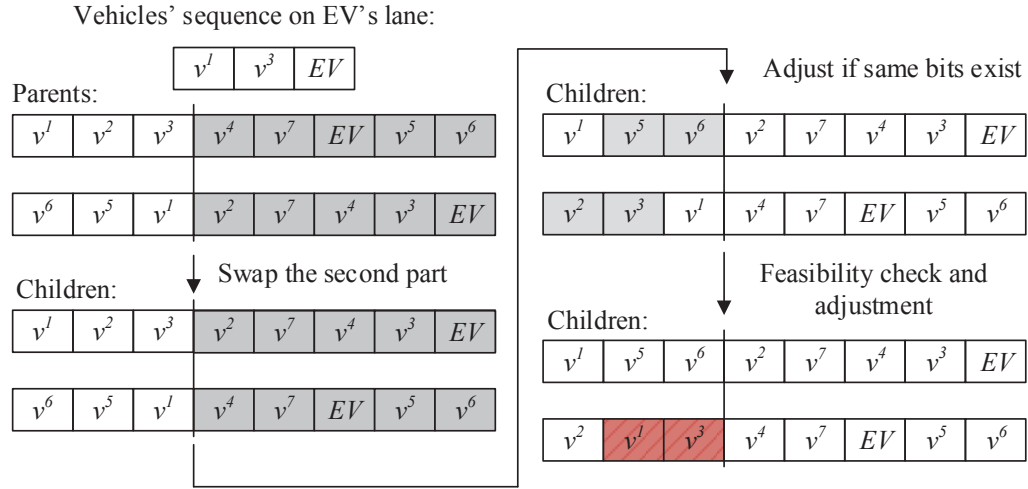 Vehicles' sequence on EV's lane:
v¹ v³ EV
Parents:
v¹ v² v³ v⁴ v⁷ EV v⁵ v⁶
v⁶ v⁵ v¹ v² v⁷ v⁴ v³ EV
Swap the second part
Children:
v¹ v² v³ v² v⁷ v⁴ v³ EV
v⁶ v⁵ v¹ v⁴ v⁷ EV v⁵ v⁶
Adjust if same bits exist
Children:
v¹ v⁵ v⁶ v² v⁷ v⁴ v³ EV
v² v³ v¹ v⁴ v⁷ EV v⁵ v⁶
Feasibility check and
adjustment
Children:
v¹ v⁵ v⁶ v² v⁷ v⁴ v³ EV
v² v¹ v³ v⁴ v⁷ EV v⁵ v⁶